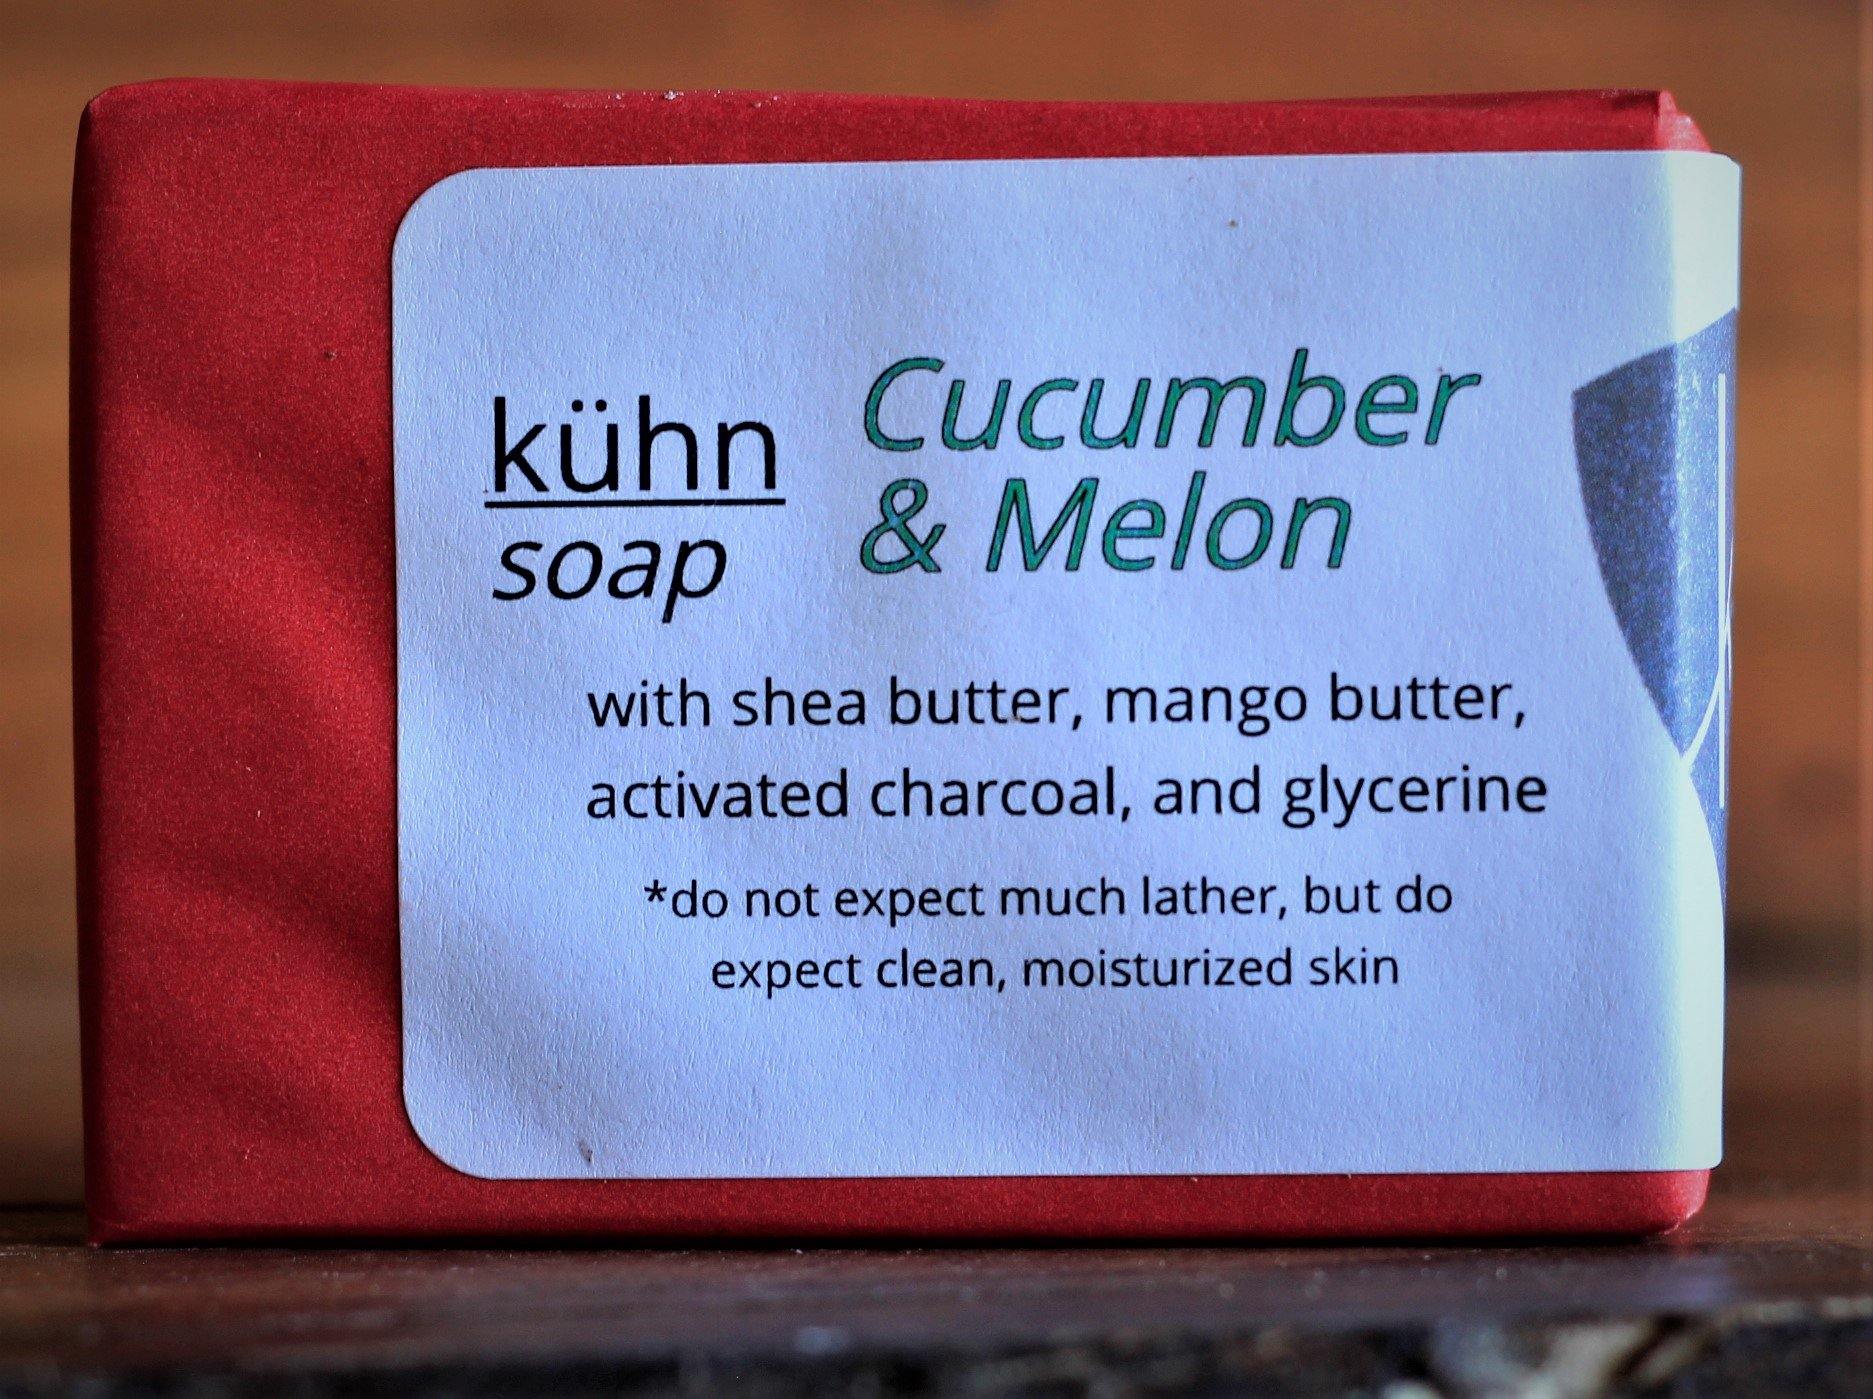 kühn
soap
Cucumber
& Melon
with shea butter, mango butter,
activated charcoal, and glycerine
*do not expect much lather, but do
expect clean, moisturized skin